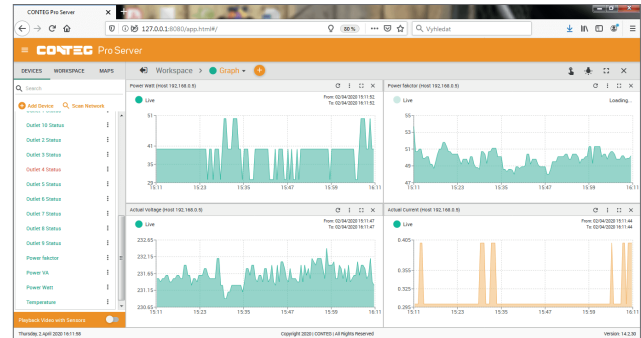 CONTEG Pro Server
127.0.0.1:8080/app.html#/
80 %
Vyhledat
CONTEG Pro Server
DEVICES WORKSPACE MAPS
Workspace > Graph
Search
Add Device Scan Network
Outlet 10 Status
Outlet 2 Status
Outlet 3 Status
Outlet 4 Status
Outlet 5 Status
Outlet 6 Status
Outlet 7 Status
Outlet 8 Status
Outlet 9 Status
Power faktor
Power VA
Power Watt
Temperature
Playback Video with Sensors
Power Watt (Host 192.168.0.5)
Live
From: 02/04/2020 15:11:52
To: 02/04/2020 16:11:52
51
41
35
29
15:11 15:23 15:35 15:47 15:59 16:11
Power faktor (Host 192.168.0.5)
Live
Loading...
55
53
51
49
47
15:11 15:23 15:35 15:47 15:59 16:11
Actual Voltage (Host 192.168.0.5)
Live
From: 02/04/2020 15:11:47
To: 02/04/2020 16:11:47
232.65
232.15
231.65
231.15
230.65
15:11 15:23 15:35 15:47 15:59 16:11
Actual Current (Host 192.168.0.5)
Live
From: 02/04/2020 15:11:44
To: 02/04/2020 16:11:44
0.405
0.355
0.325
0.295
15:11 15:23 15:35 15:47 15:59 16:11
Thursday, 2 April 2020 16:11:58
Copyright 2020 | CONTEG | All Rights Reserved
Version: 14.2.30